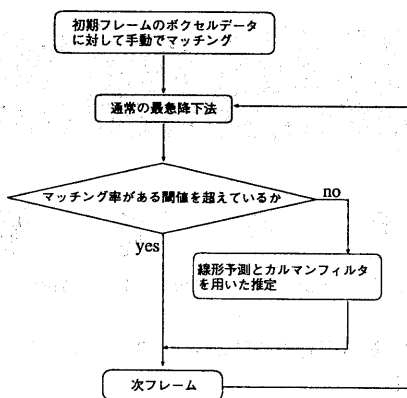 初期フレームのボクセルデータ
に対して手動でマッチング
通常の最急降下法
マッチング率がある閾値を超えているか
no
yes
線形予測とカルマンフィルタ
を用いた推定
次フレーム